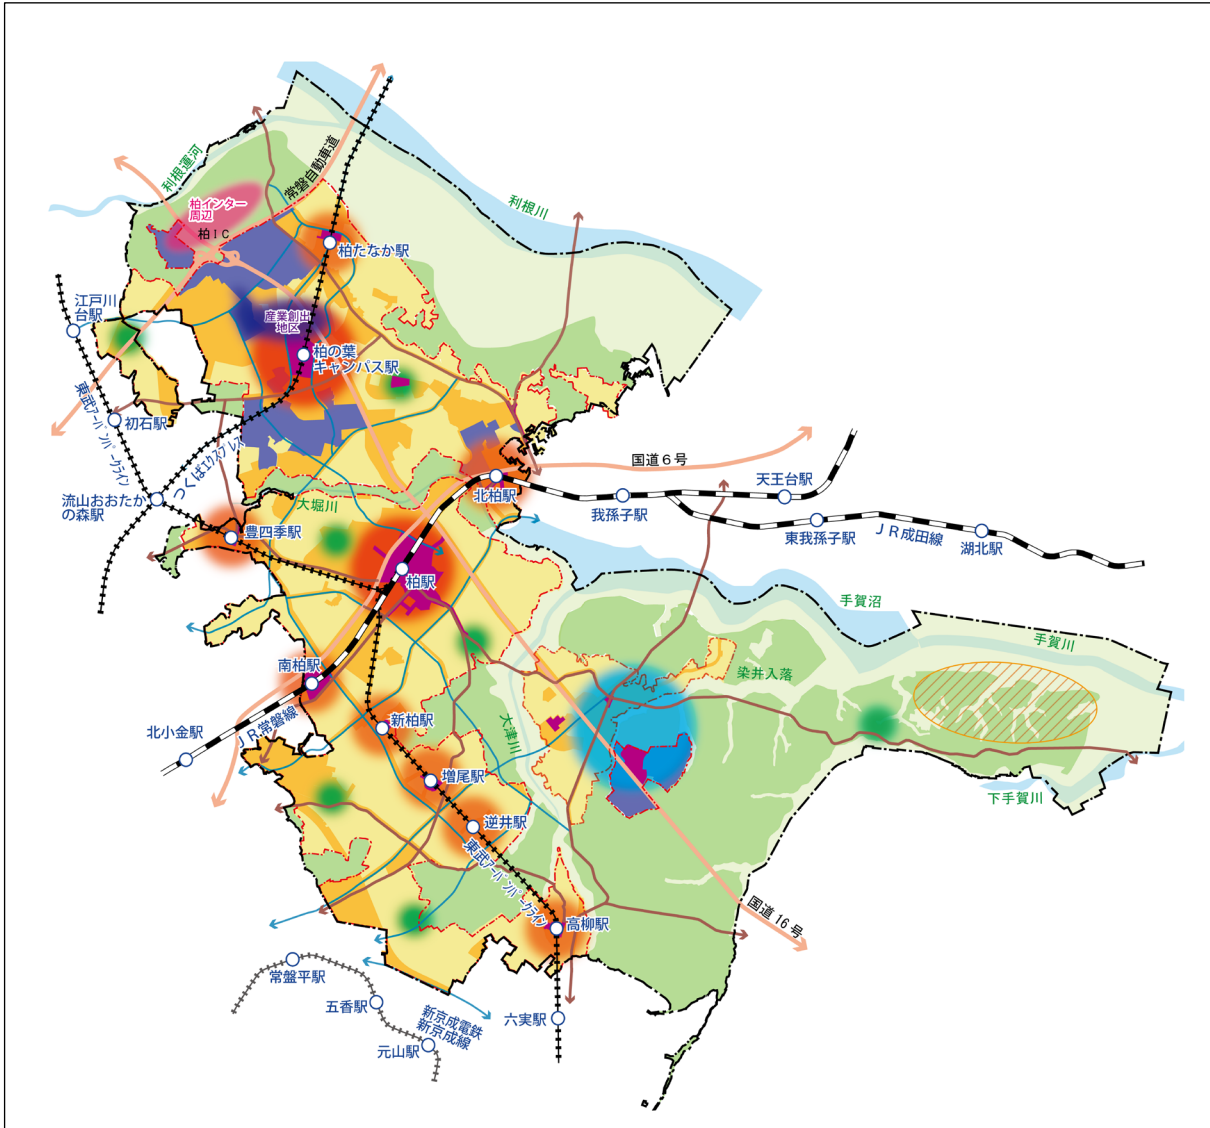 利根運河
常磐自動車道
柏インター
周辺
柏IC
利根川
柏たなか駅
江戸川
台駅
産業創出
地区
柏の葉
キャンパス駅
東武アーバンパークライン
初石駅
つくばエクスプレス
国道6号
天王台駅
北柏駅
我孫子駅
流山おおたか
の森駅
大堀川
豊四季駅
東我孫子駅
JR成田線
湖北駅
柏駅
手賀沼
手賀川
南柏駅
染井入落
北小金駅
JR常磐線
新柏駅
大津川
増尾駅
下手賀川
逆井駅
東武アーバンパークライン
国道16号
高柳駅
常盤平駅
五香駅
新京成電鉄
新京成線
六実駅
元山駅